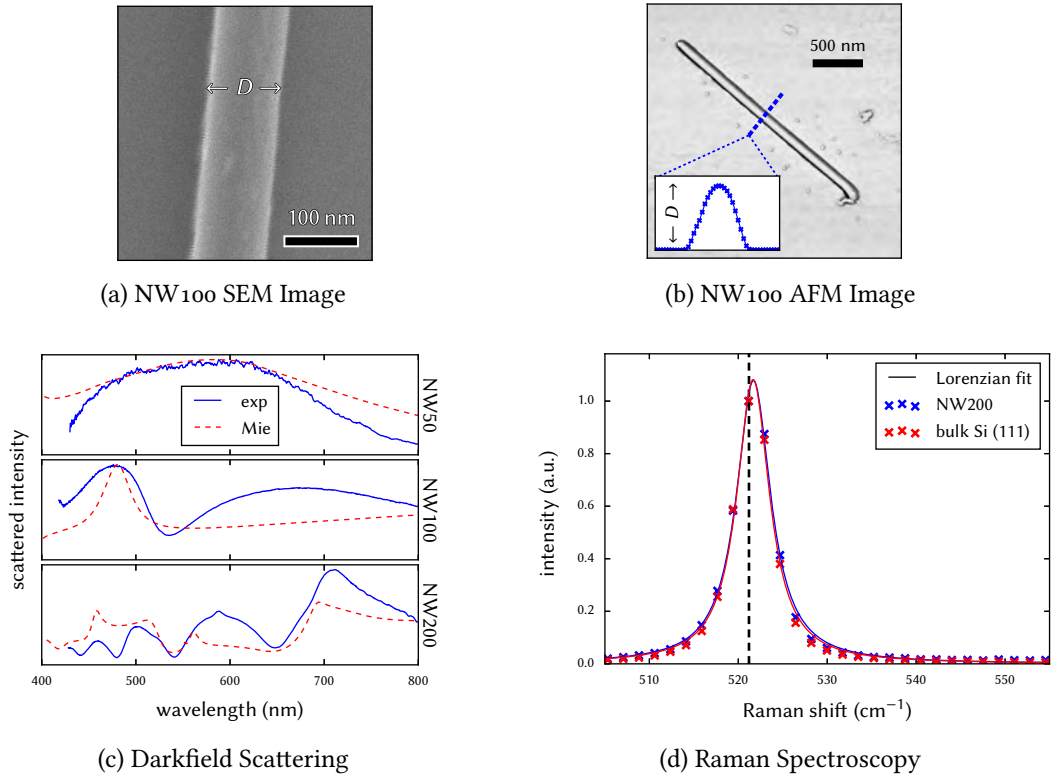 ← D →
100 nm
(a) NW100 SEM Image
500 nm
← D →
(b) NW100 AFM Image
exp
Mie
NW50
NW100
NW200
scattered intensity
400 500 600 700 800
wavelength (nm)
(c) Darkfield Scattering
Lorenzian fit
NW200
bulk Si (111)
1.0
0.8
0.6
0.4
0.2
0.0
intensity (a.u.)
510 520 530 540 550
Raman shift (cm⁻¹)
(d) Raman Spectroscopy